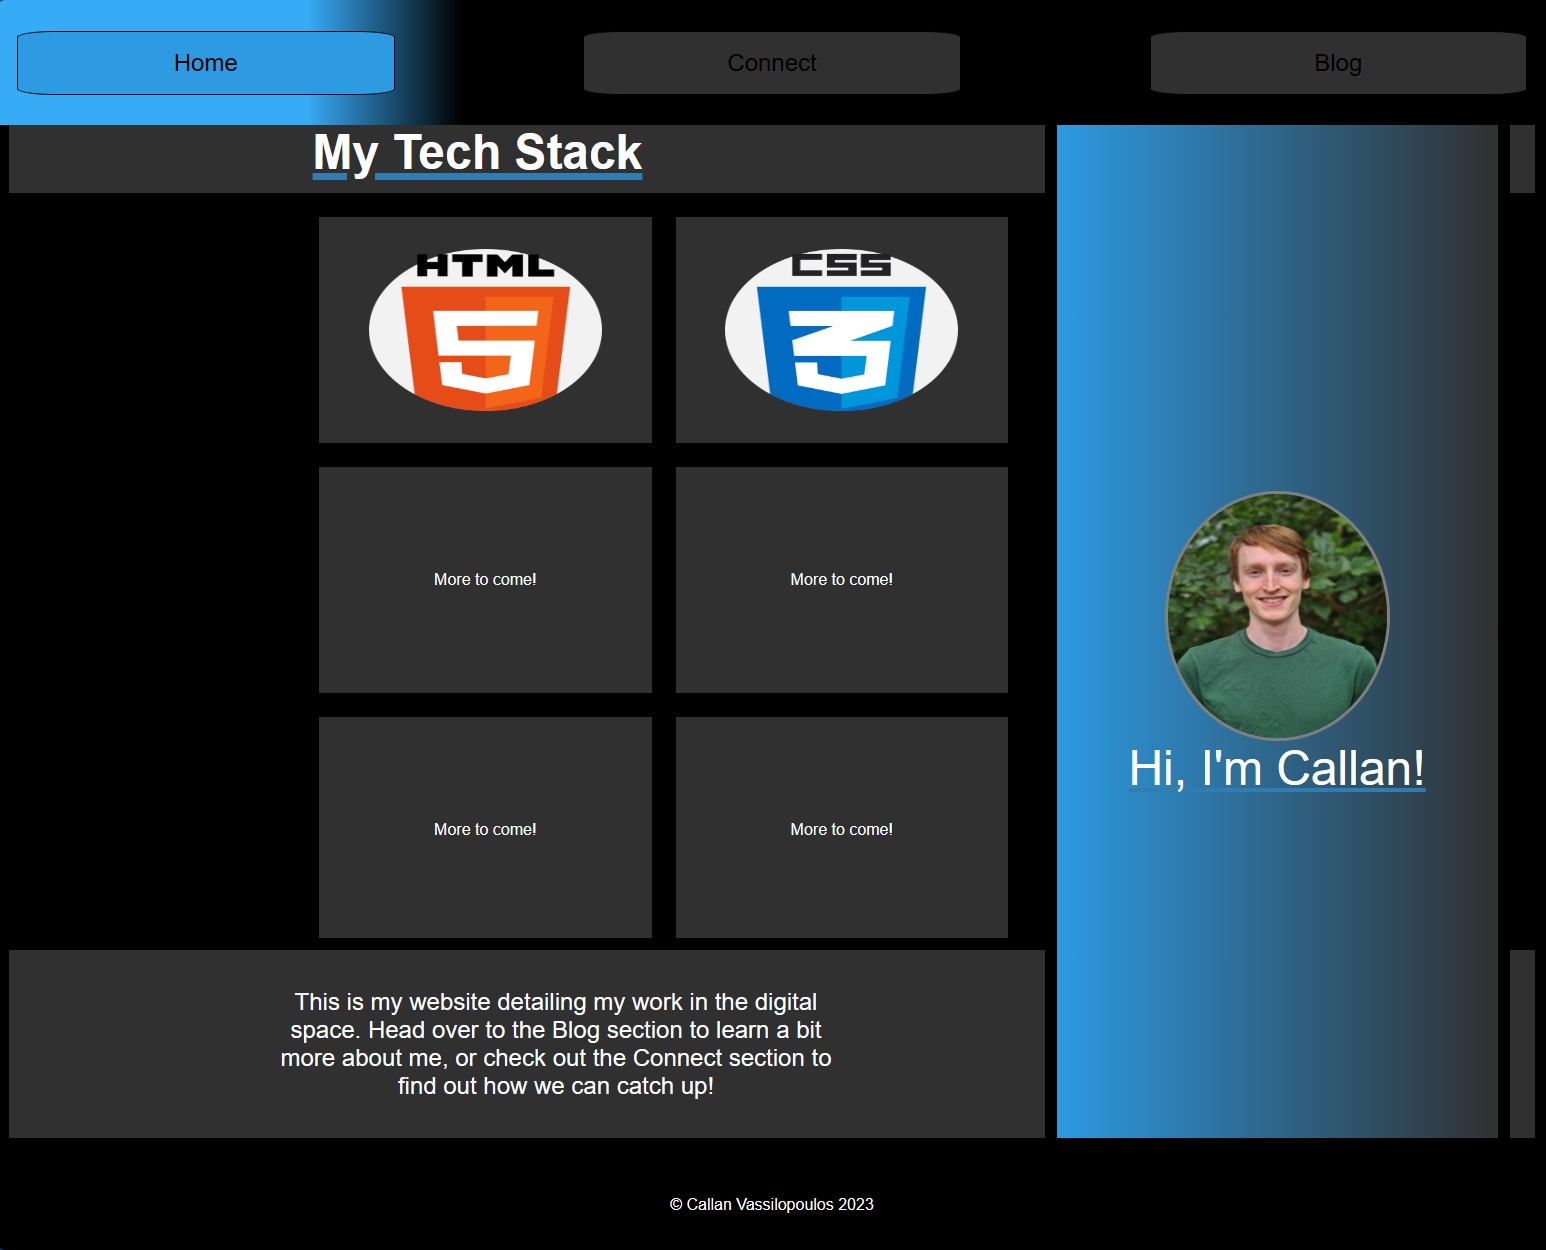 Home
Connect
Blog
My Tech Stack
HTML
5
CSS
3
More to come!
More to come!
More to come!
More to come!
Hi, I'm Callan!
This is my website detailing my work in the digital
space. Head over to the Blog section to learn a bit
more about me, or check out the Connect section to
find out how we can catch up!
© Callan Vassilopoulos 2023